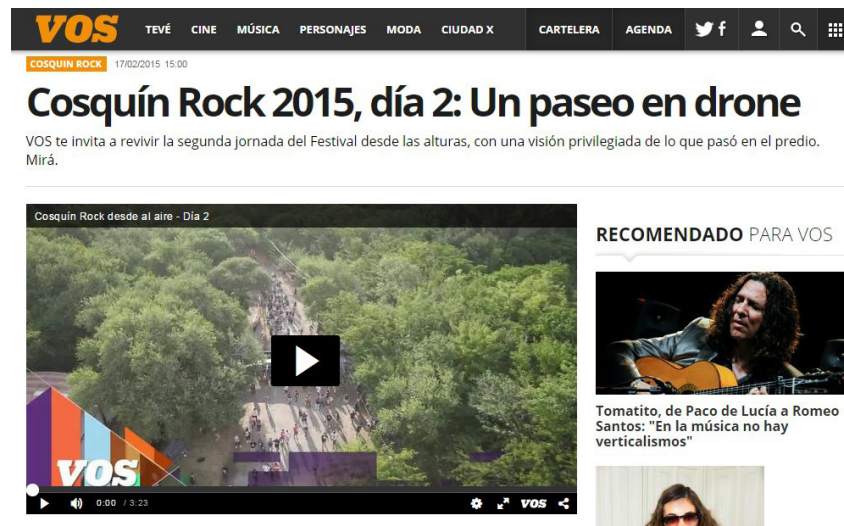 VOS TEVÉ CINE MÚSICA PERSONAJES MODA CIUDAD X CARTELERA AGENDA
COSQUIN ROCK 17/02/2015 15:00
Cosquín Rock 2015, día 2: Un paseo en drone
VOS te invita a revivir la segunda jornada del Festival desde las alturas, con una visión privilegiada de lo que pasó en el predio.
Mirá.
Cosquín Rock desde al aire - Día 2
VOS
0:00 / 3:23 VOS
RECOMENDADO PARA VOS
Tomatito, de Paco de Lucía a Romeo
Santos: "En la música no hay
verticalismos"